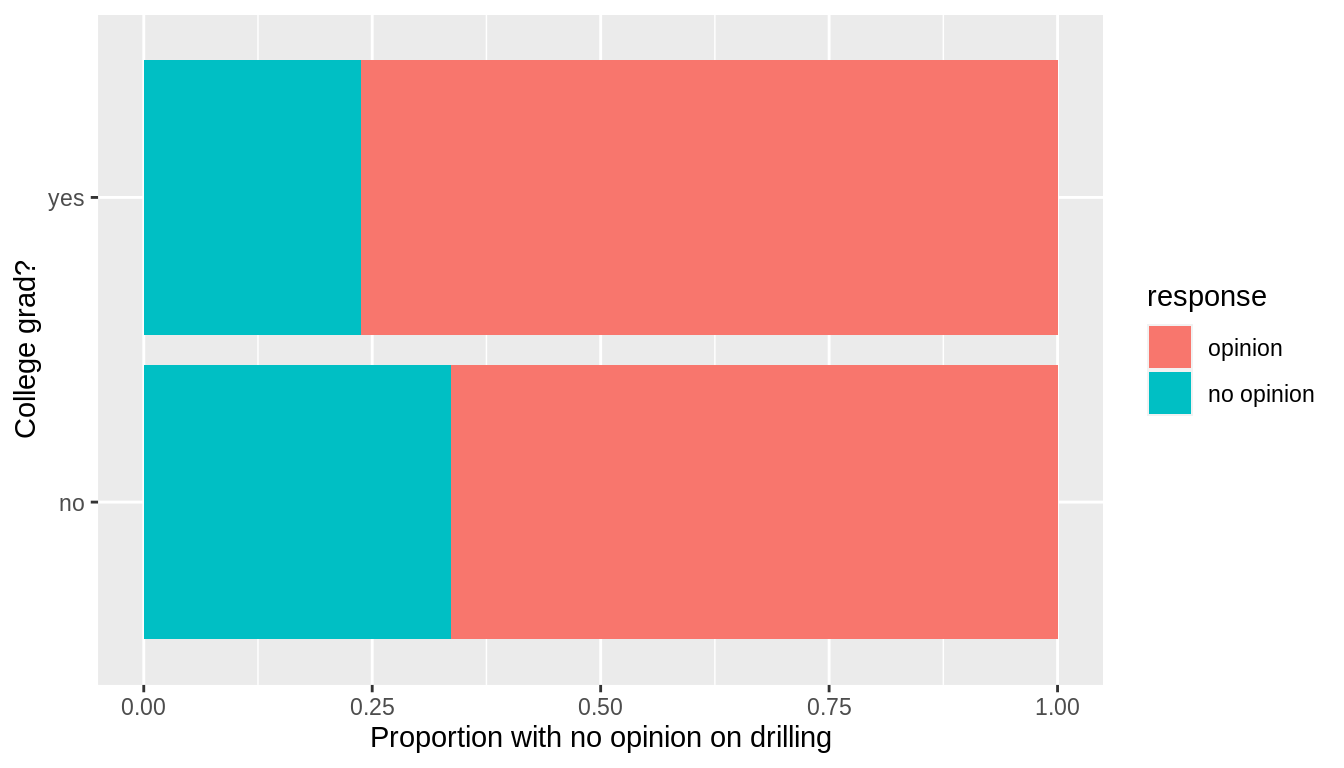 College grad?
yes
no
0.00 0.25 0.50 0.75 1.00
Proportion with no opinion on drilling
response
opinion
no opinion